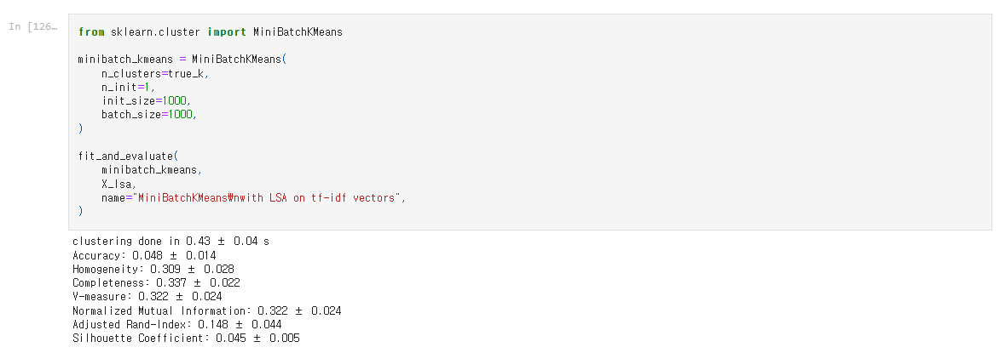 In [126…
from sklearn.cluster import MiniBatchKMeans
minibatch_kmeans = MiniBatchKMeans(
n_clusters=true_k,
n_init=1,
init_size=1000,
batch_size=1000,
)
fit_and_evaluate(
minibatch_kmeans,
X_lsa,
name="MiniBatchKMeans₩nwith LSA on tf-idf vectors",
)
clustering done in 0.43 ± 0.04 s
Accuracy: 0.048 ± 0.014
Homogeneity: 0.309 ± 0.028
Completeness: 0.337 ± 0.022
V-measure: 0.322 ± 0.024
Normalized Mutual Information: 0.322 ± 0.024
Adjusted Rand-Index: 0.148 ± 0.044
Silhouette Coefficient: 0.045 ± 0.005